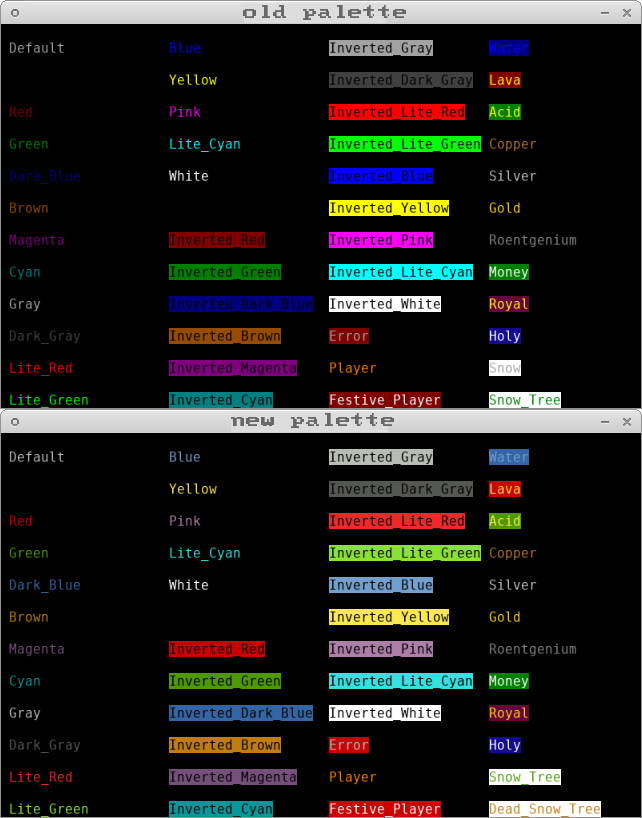 old palette
Default Blue Inverted_Gray Water
Yellow Inverted_Dark_Gray Lava
Red Pink Inverted_Lite_Red Acid
Green Lite_Cyan Inverted_Lite_Green Copper
Dark_Blue White Inverted_Blue Silver
Brown Inverted_Yellow Gold
Magenta Inverted_Red Inverted_Pink Roentgenium
Cyan Inverted_Green Inverted_Lite_Cyan Money
Gray Inverted_Dark_Blue Inverted_White Royal
Dark_Gray Inverted_Brown Error Holy
Lite_Red Inverted_Magenta Player Snow
Lite_Green Inverted_Cyan Festive_Player Snow_Tree
new palette
Default Blue Inverted_Gray Water
Yellow Inverted_Dark_Gray Lava
Red Pink Inverted_Lite_Red Acid
Green Lite_Cyan Inverted_Lite_Green Copper
Dark_Blue White Inverted_Blue Silver
Brown Inverted_Yellow Gold
Magenta Inverted_Red Inverted_Pink Roentgenium
Cyan Inverted_Green Inverted_Lite_Cyan Money
Gray Inverted_Dark_Blue Inverted_White Royal
Dark_Gray Inverted_Brown Error Holy
Lite_Red Inverted_Magenta Player Snow_Tree
Lite_Green Inverted_Cyan Festive_Player Dead_Snow_Tree